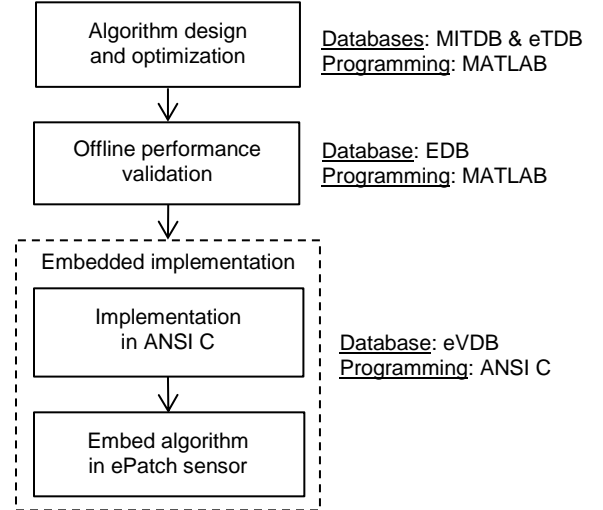 Algorithm design
and optimization
Databases: MITDB & eTDB
Programming: MATLAB
Offline performance
validation
Database: EDB
Programming: MATLAB
Embedded implementation
Implementation
in ANSI C
Database: eVDB
Programming: ANSI C
Embed algorithm
in ePatch sensor